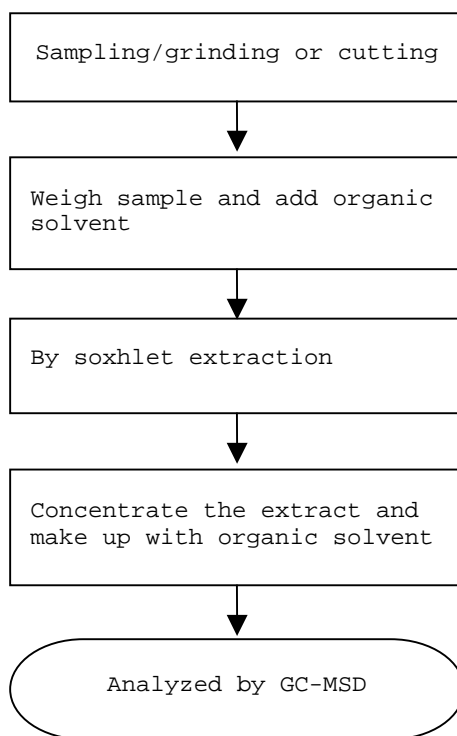 Sampling/grinding or cutting
Weigh sample and add organic
solvent
By soxhlet extraction
Concentrate the extract and
make up with organic solvent
Analyzed by GC-MSD